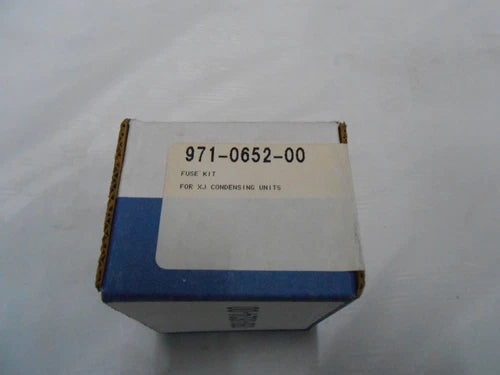 971-0652-00
FUSE KIT
FOR XJ CONDENSING UNITS